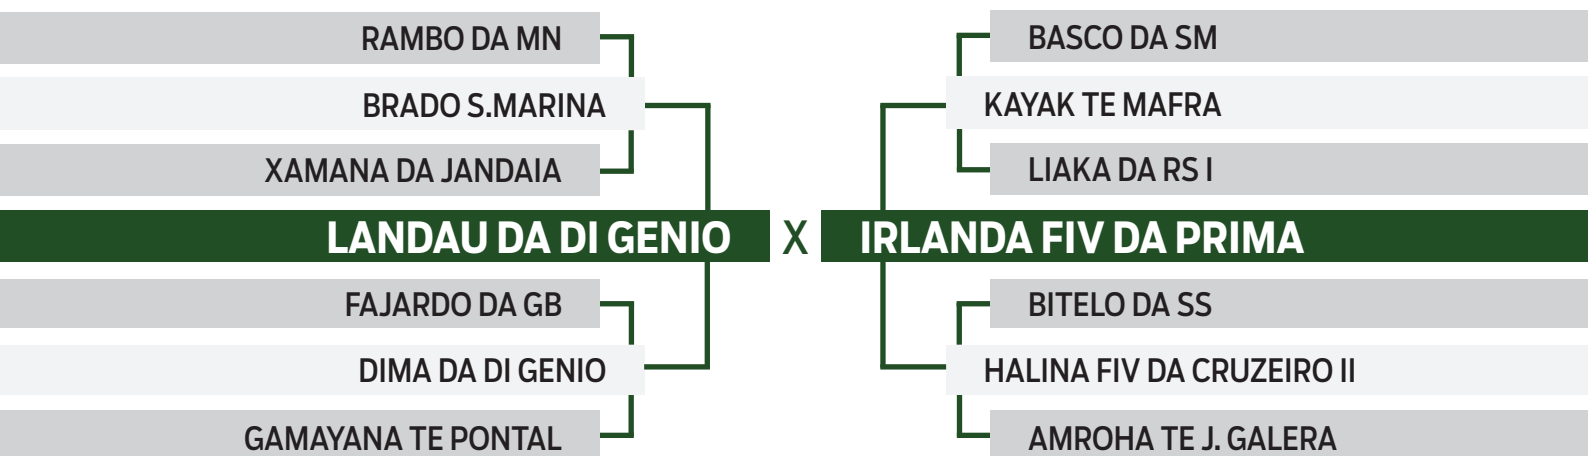 RAMBO DA MN
BRADO S.MARINA
XAMANA DA JANDAIA
LANDAU DA DI GENIO
FAJARDO DA GB
DIMA DA DI GENIO
GAMAYANA TE PONTAL
X
BASCO DA SM
KAYAK TE MAFRA
LIAKA DA RS I
IRLANDA FIV DA PRIMA
BITELO DA SS
HALINA FIV DA CRUZEIRO II
AMROHA TE J. GALERA